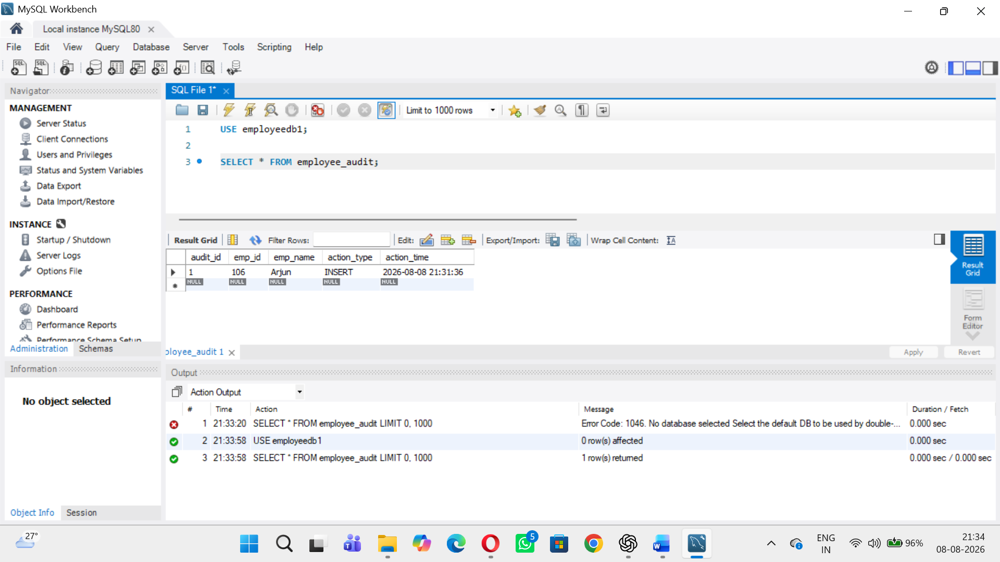 MySQL Workbench
Local instance MySQL80
File Edit View Query Database Server Tools Scripting Help
Navigator
MANAGEMENT
Server Status
Client Connections
Users and Privileges
Status and System Variables
Data Export
Data Import/Restore
INSTANCE
Startup / Shutdown
Server Logs
Options File
PERFORMANCE
Dashboard
Performance Reports
Performance Schema Setup
Administration Schemas
Information
No object selected
Object Info Session
SQL File 1*
Limit to 1000 rows
1 USE employeedb1;
2
3 SELECT * FROM employee_audit;
Result Grid Filter Rows: Edit: Export/Import: Wrap Cell Content:
audit_id emp_id emp_name action_type action_time
1 106 Arjun INSERT 2026-08-08 21:31:36
NULL NULL NULL NULL NULL
Result
Grid
Form
Editor
ployee_audit 1
Apply Revert
Output
Action Output
# Time Action Message Duration / Fetch
1 21:33:20 SELECT * FROM employee_audit LIMIT 0, 1000 Error Code: 1046. No database selected Select the default DB to be used by double-... 0.000 sec
2 21:33:58 USE employeedb1 0 row(s) affected 0.000 sec
3 21:33:58 SELECT * FROM employee_audit LIMIT 0, 1000 1 row(s) returned 0.000 sec / 0.000 sec
27°
5
ENG
IN
96%
21:34
08-08-2026